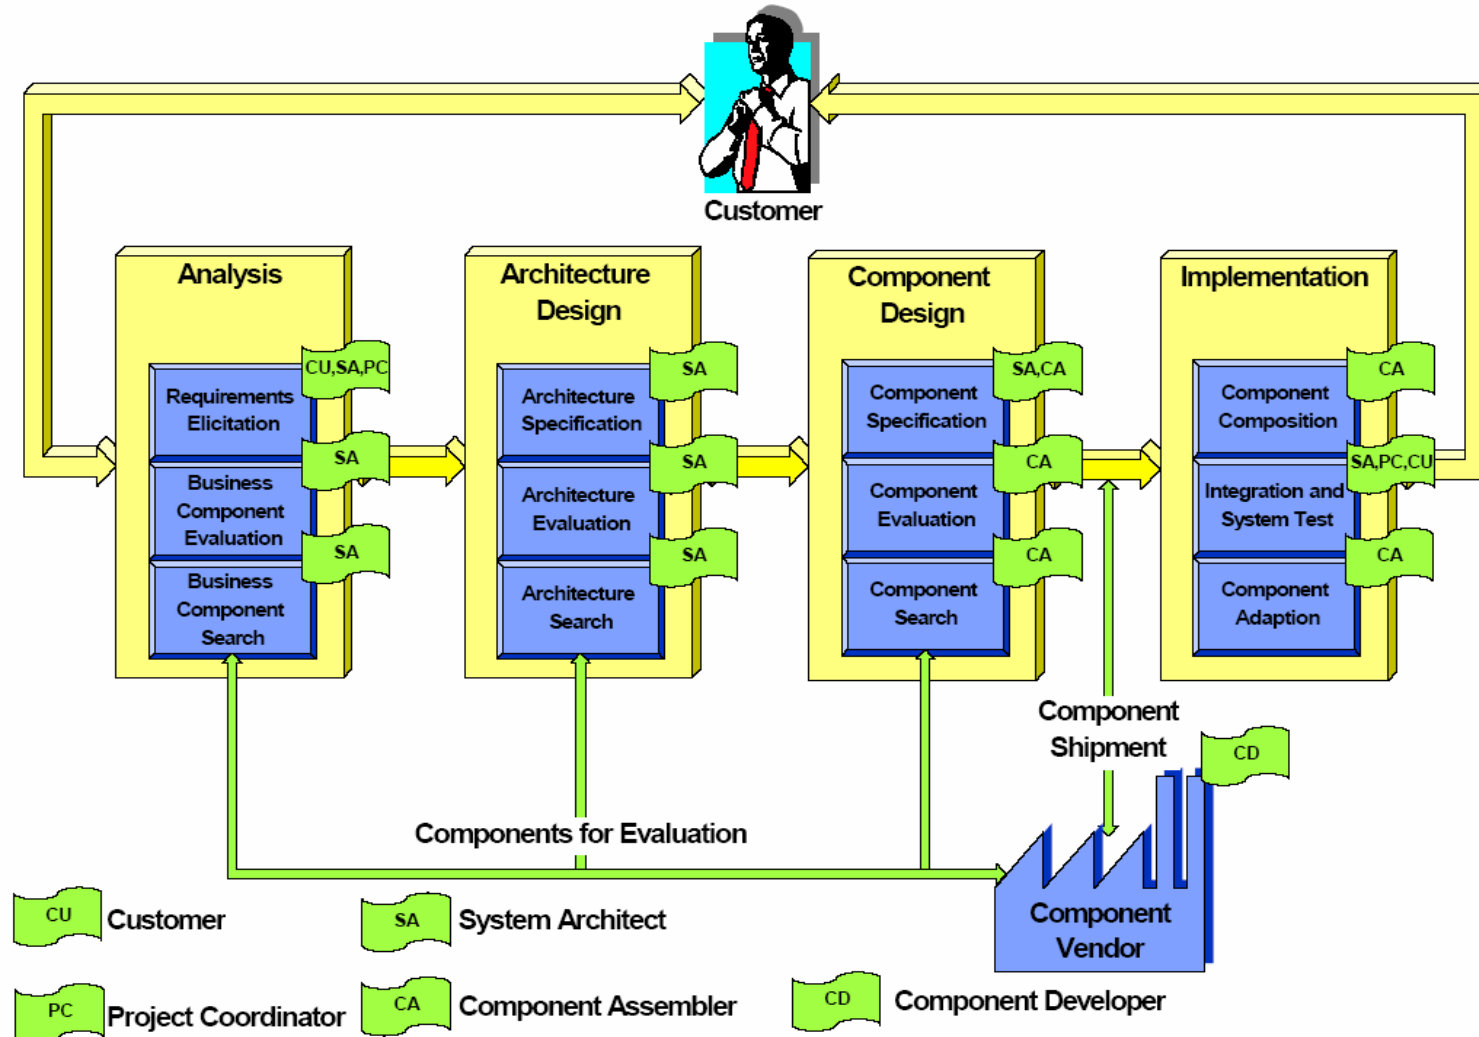 Customer
Analysis
CU,SA,PC
Requirements
Elicitation
SA
Business
Component
Evaluation
SA
Business
Component
Search
Architecture
Design
SA
Architecture
Specification
SA
Architecture
Evaluation
SA
Architecture
Search
Component
Design
SA,CA
Component
Specification
CA
Component
Evaluation
CA
Component
Search
Implementation
CA
Component
Composition
SA,PC,CU
Integration and
System Test
CA
Component
Adaption
Component
Shipment
CD
Components for Evaluation
Component
Vendor
CU Customer
SA System Architect
PC Project Coordinator
CA Component Assembler
CD Component Developer